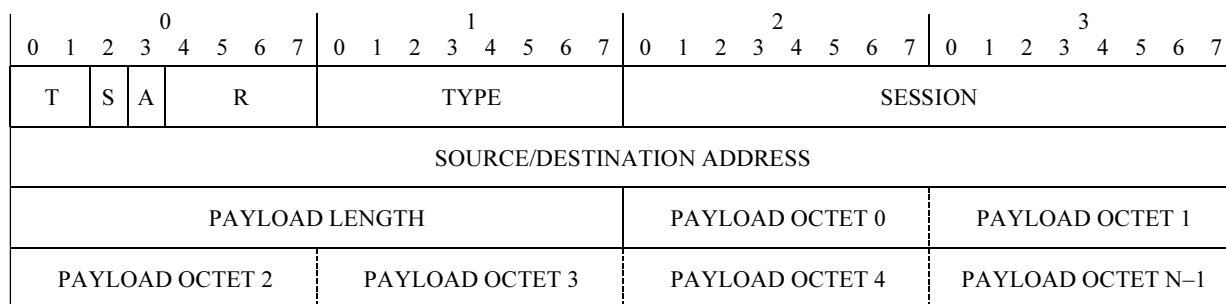 0 1 2 3
0 1 2 3 4 5 6 7 0 1 2 3 4 5 6 7 0 1 2 3 4 5 6 7 0 1 2 3 4 5 6 7
T S A R TYPE SESSION
SOURCE/DESTINATION ADDRESS
PAYLOAD LENGTH PAYLOAD OCTET 0 PAYLOAD OCTET 1
PAYLOAD OCTET 2 PAYLOAD OCTET 3 PAYLOAD OCTET 4 PAYLOAD OCTET N–1